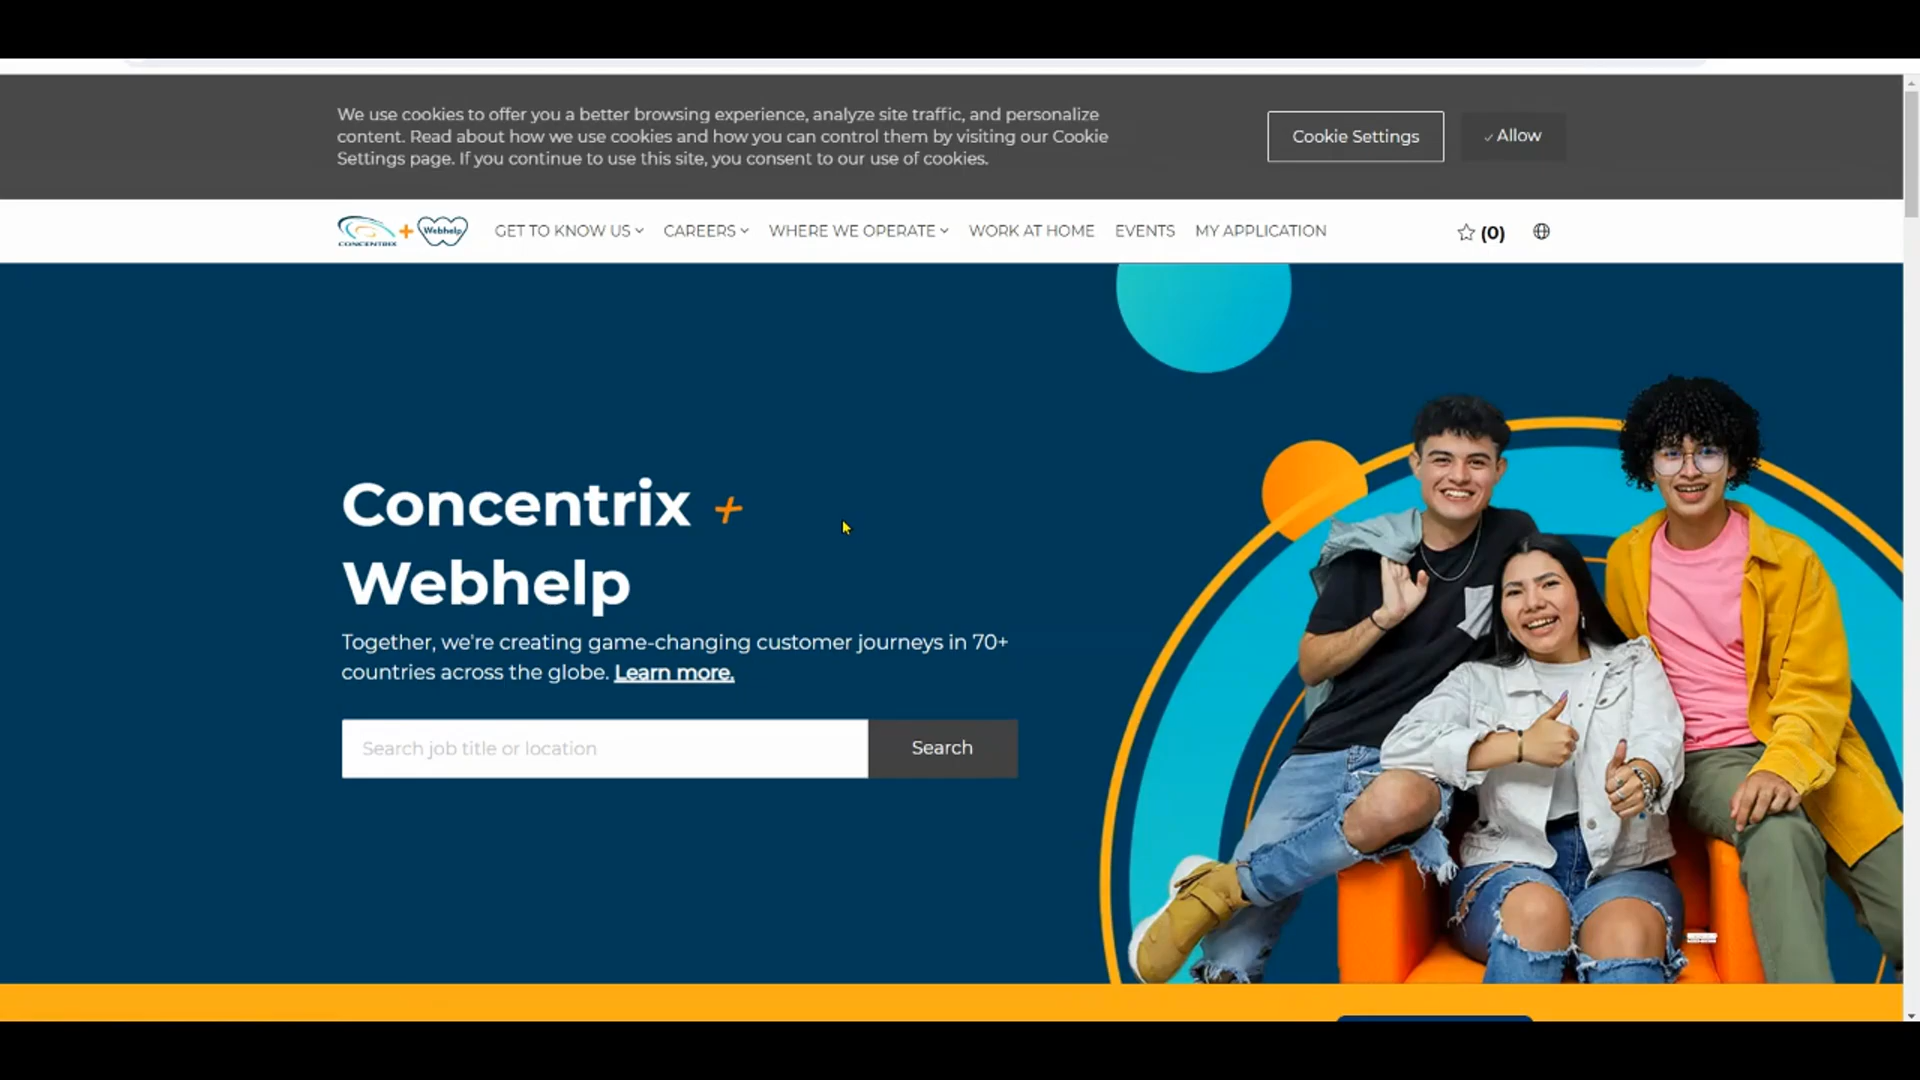 We use cookies to offer you a better browsing experience, analyze site traffic, and personalize
content. Read about how we use cookies and how you can control them by visiting our Cookie
Settings page. If you continue to use this site, you consent to our use of cookies.
Cookie Settings
Allow
CONCENTRIX + Webhelp
GET TO KNOW US
CAREERS
WHERE WE OPERATE
WORK AT HOME
EVENTS
MY APPLICATION
(0)
Concentrix +
Webhelp
Together, we're creating game-changing customer journeys in 70+
countries across the globe. Learn more.
Search job title or location
Search